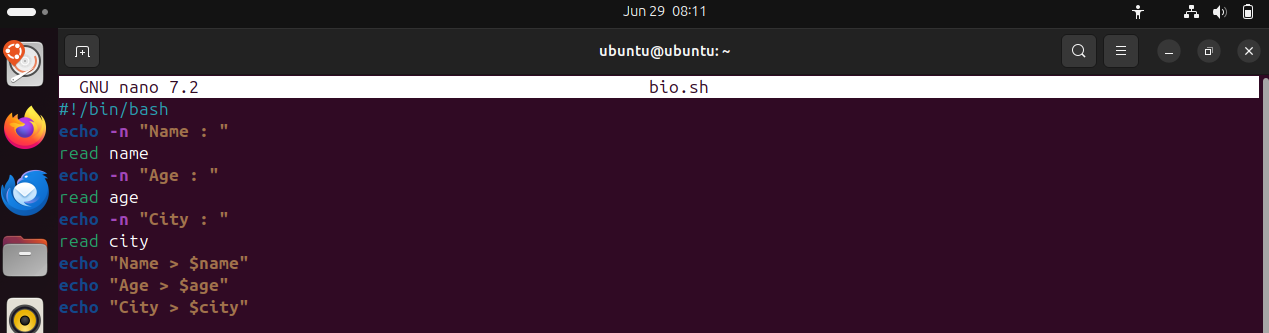 Jun 29 08:11
ubuntu@ubuntu: ~
GNU nano 7.2 bio.sh
#!/bin/bash
echo -n "Name : "
read name
echo -n "Age : "
read age
echo -n "City : "
read city
echo "Name > $name"
echo "Age > $age"
echo "City > $city"